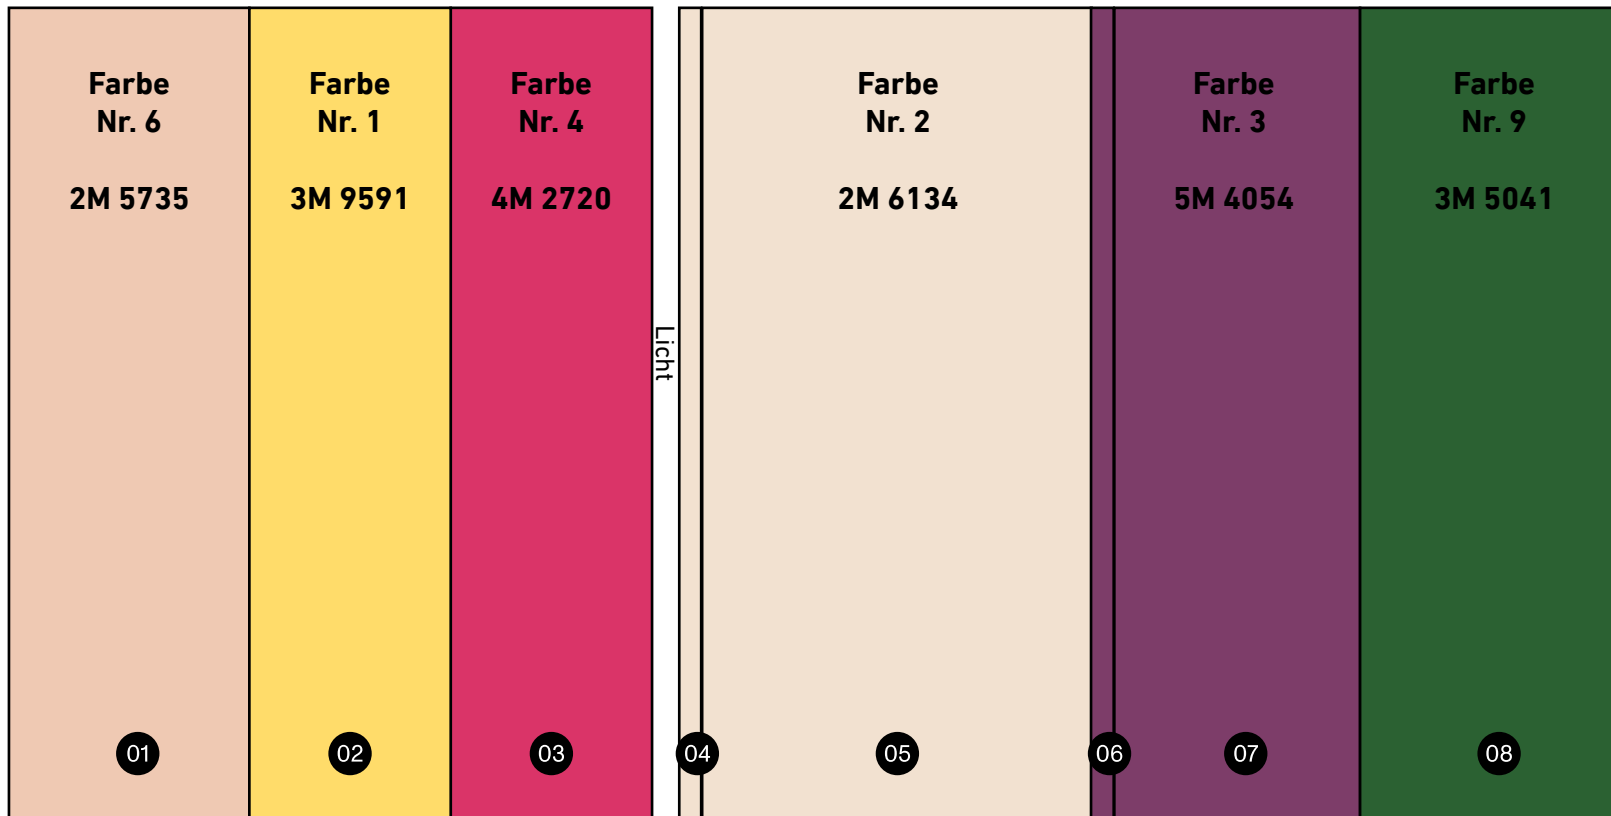 Farbe
Nr. 6
2M 5735
Farbe
Nr. 1
3M 9591
Farbe
Nr. 4
4M 2720
Licht
Farbe
Nr. 2
2M 6134
Farbe
Nr. 3
5M 4054
Farbe
Nr. 9
3M 5041
01
02
03
04
05
06
07
08